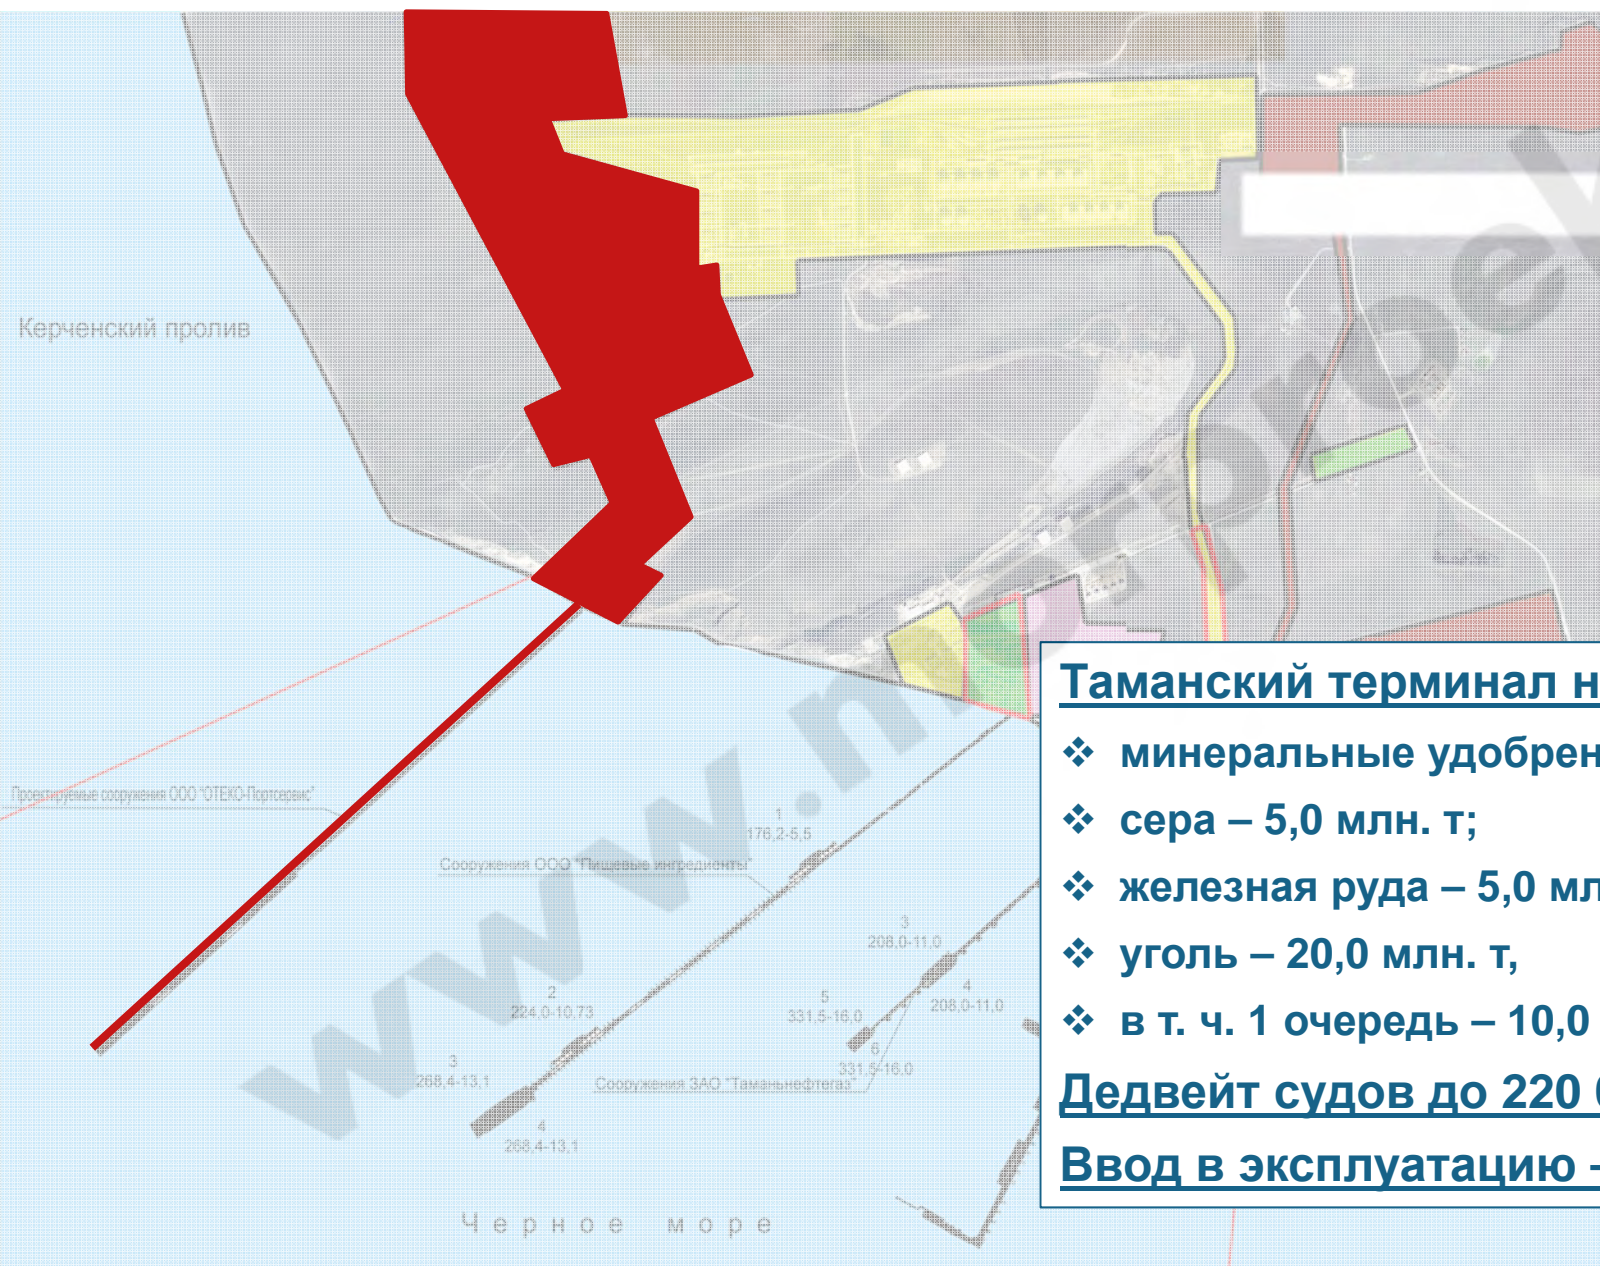 Керченский пролив
Проектируемые сооружения ООО "ОТЕКО-Портсервис"
1
176,2-5,5
Сооружения ООО "Пищевые ингредиенты"
3
208,0-11,0
4
208,0-11,0
5
331,5-16,0
6
331,5-16,0
2
224,0-10,73
3
268,4-13,1
Сооружения ЗАО "Таманьнефтегаз"
4
268,4-13,1
Черное море
Таманский терминал н
❖ минеральные удобрен
❖ сера – 5,0 млн. т;
❖ железная руда – 5,0 мл
❖ уголь – 20,0 млн. т,
❖ в т. ч. 1 очередь – 10,0
Дедвейт судов до 220
Ввод в эксплуатацию -